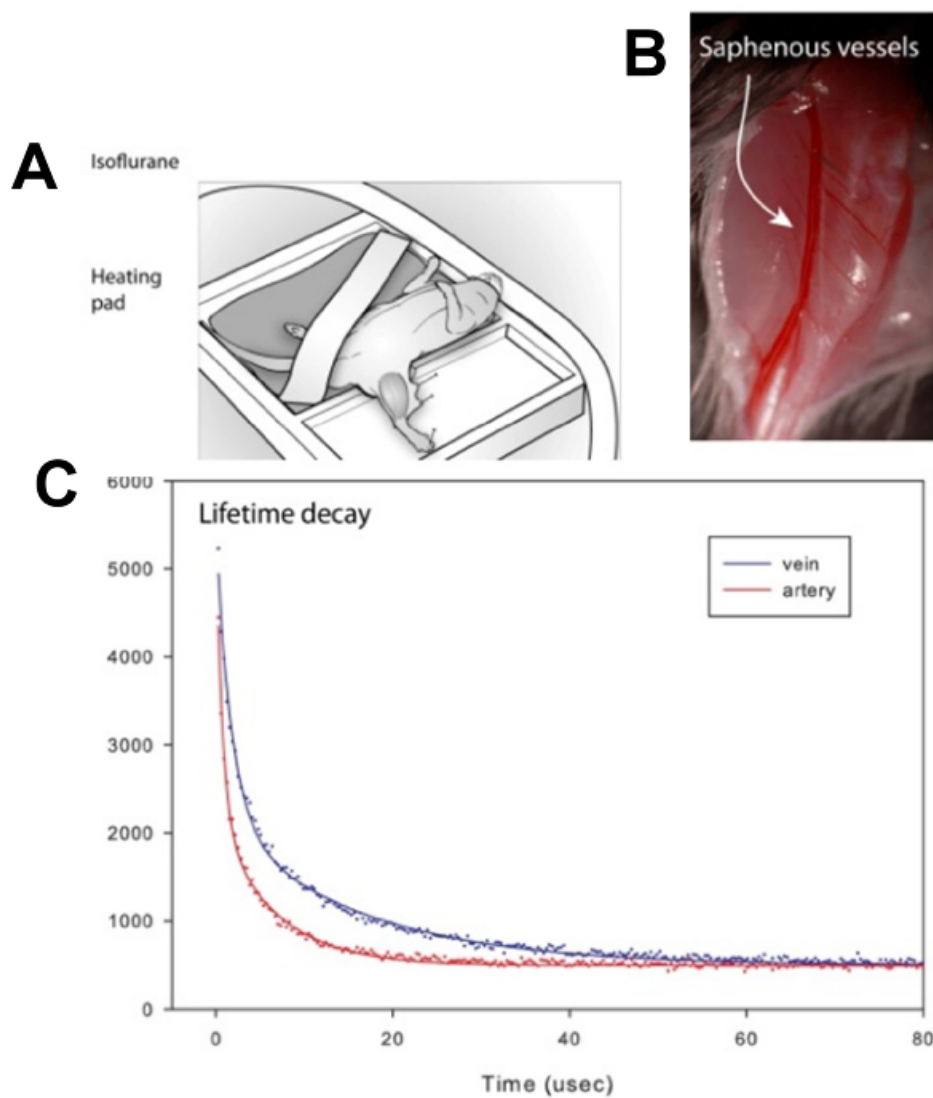 B
Saphenous vessels
A
Isoflurane
Heating
pad
C
6000
Lifetime decay
vein
artery
5000
4000
3000
2000
1000
0
0 20 40 60 80
Time (usec)